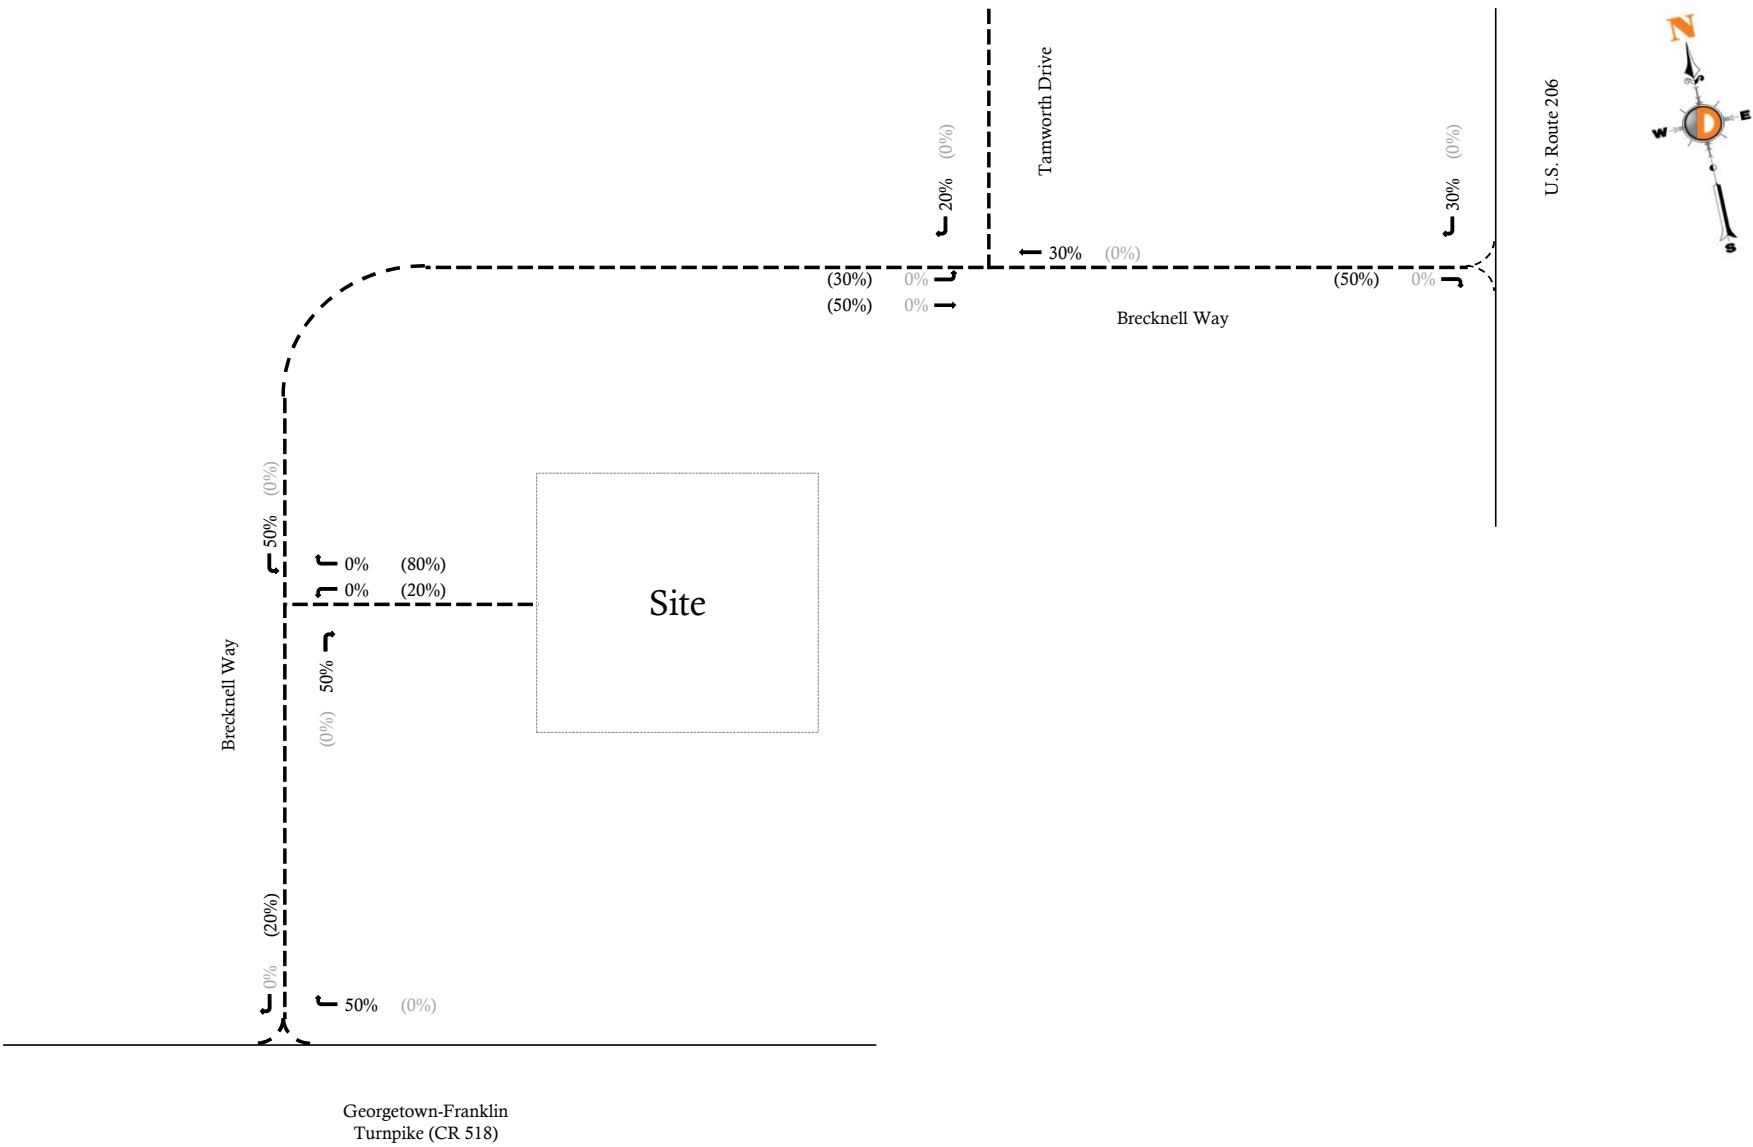 N
W
E
S
D
Tamworth Drive
U.S. Route 206
20% (0%)
30% (0%)
30% (0%)
(30%) 0%
(50%) 0%
(50%) 0%
Brecknell Way
50% (0%)
0% (80%)
0% (20%)
Site
(0%) 50%
Brecknell Way
0% (20%)
50% (0%)
Georgetown-Franklin
Turnpike (CR 518)